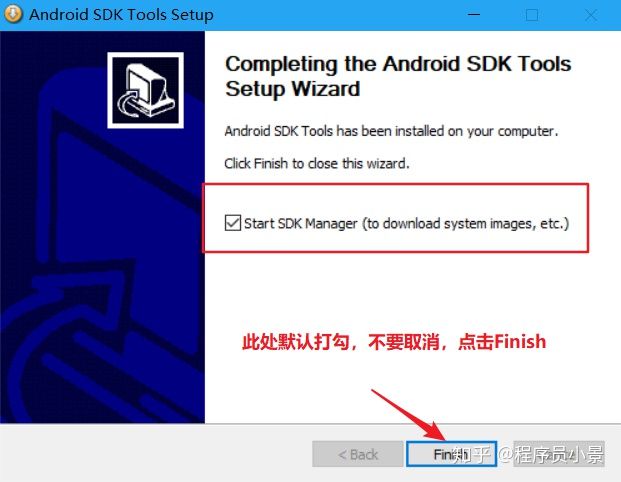 Android SDK Tools Setup
Completing the Android SDK Tools
Setup Wizard
Android SDK Tools has been installed on your computer.
Click Finish to close this wizard.
Start SDK Manager (to download system images, etc.)
此处默认打勾，不要取消，点击Finish
< Back
Finish
知乎 @程序员小景